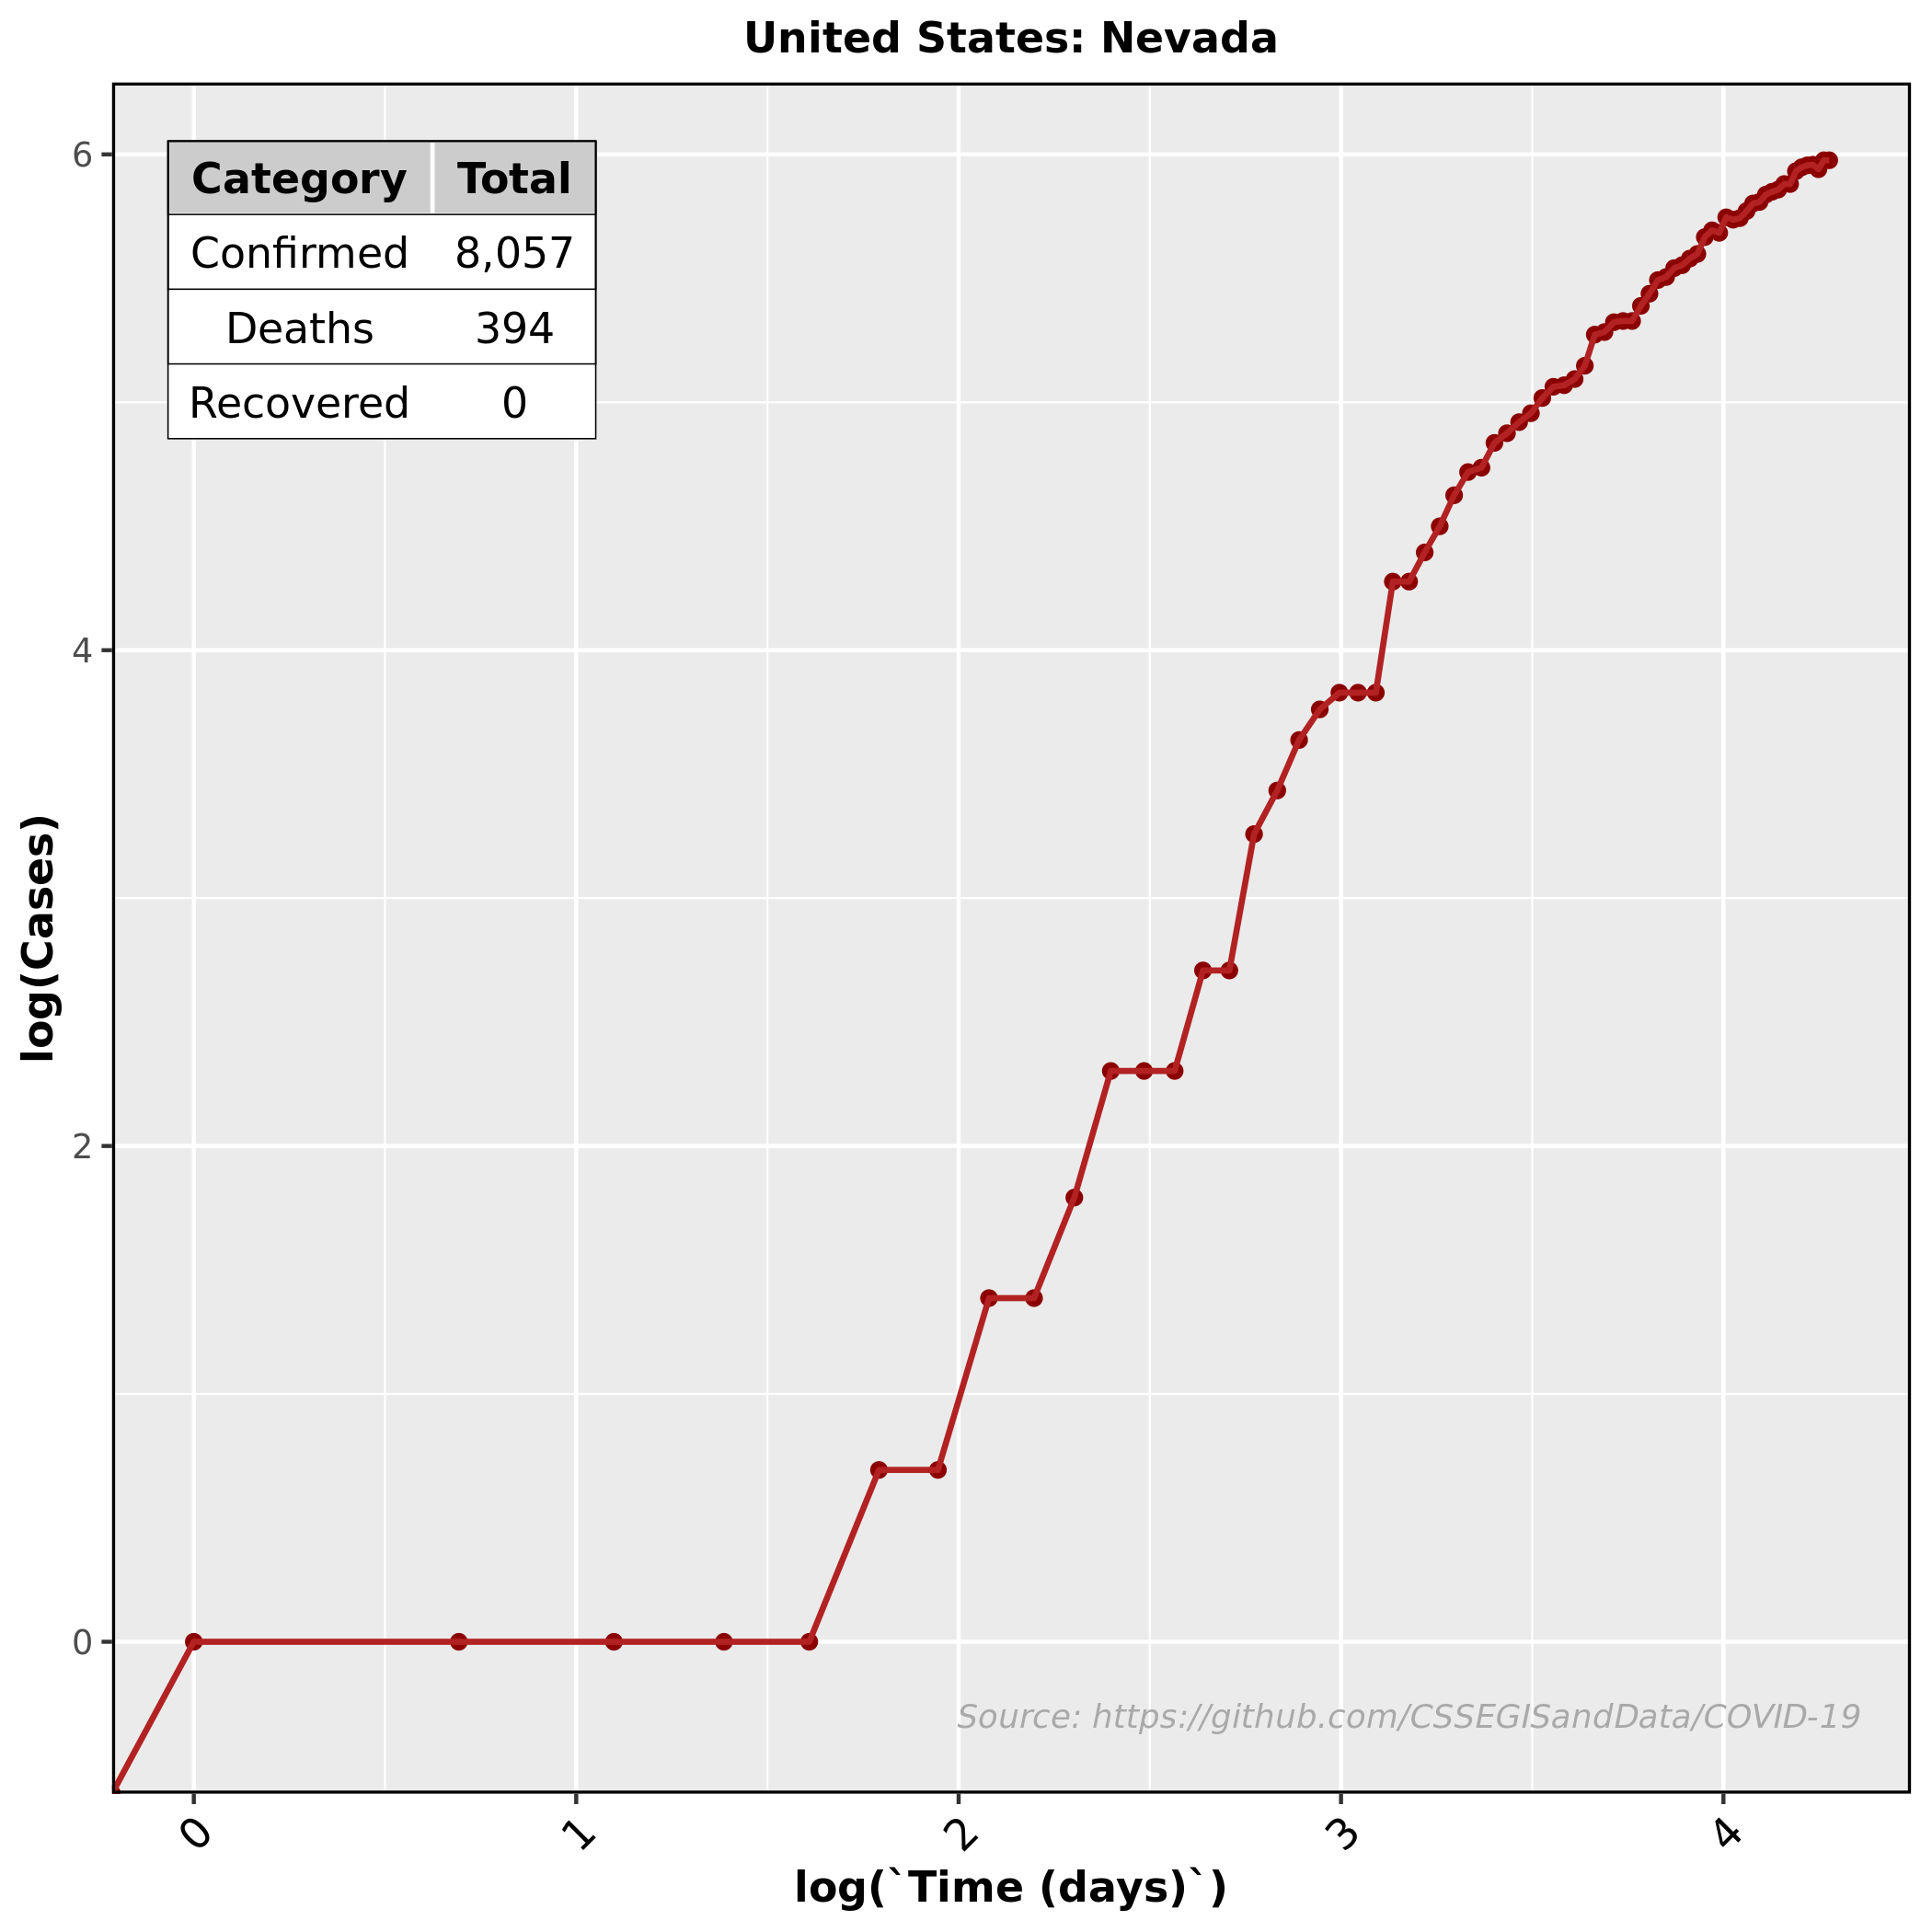 United States: Nevada
Category Total
Confirmed 8,057
Deaths 394
Recovered 0
6
4
2
0
log(Cases)
Source: https://github.com/CSSEGISandData/COVID-19
0 1 2 3 4
log(`Time (days)`)